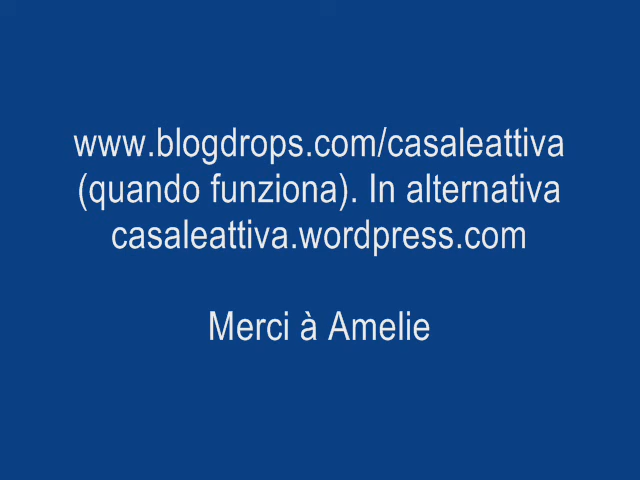 www.blogdrops.com/casaleattiva
(quando funziona). In alternativa
casaleattiva.wordpress.com
Merci à Amelie